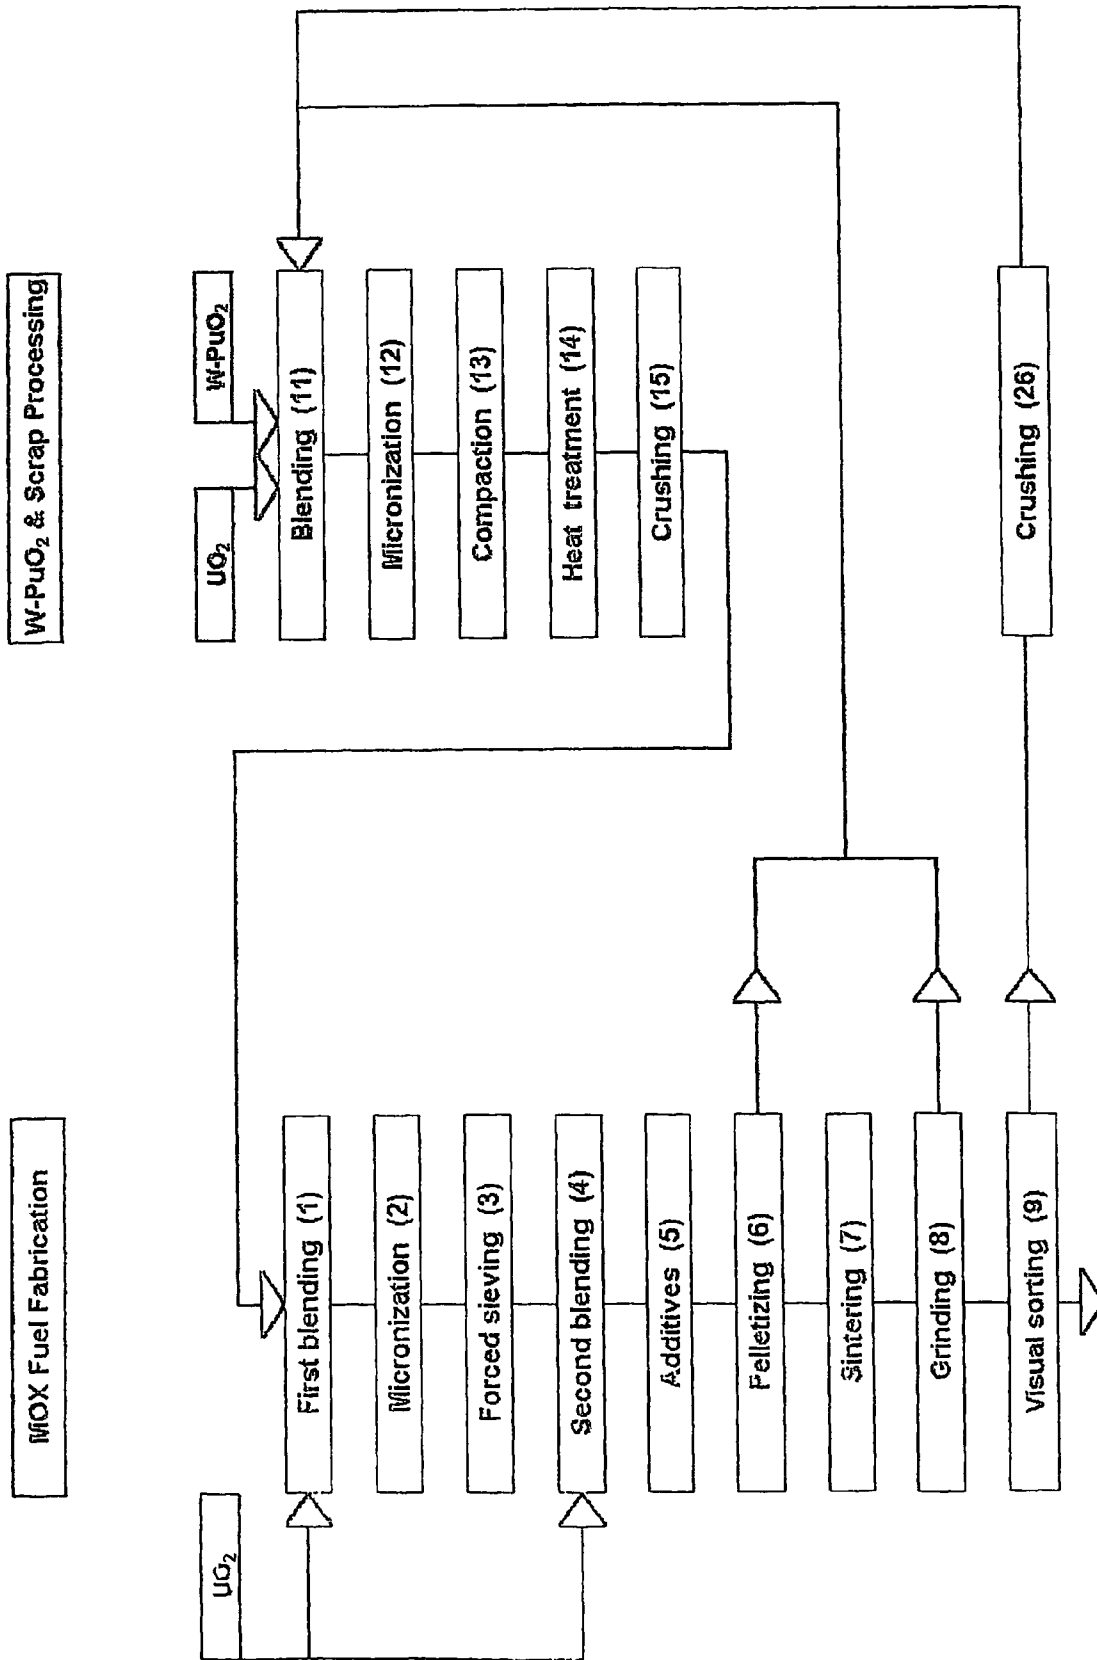 MOX Fuel Fabrication
UO₂
First blending (1)
Micronization (2)
Forced sieving (3)
Second blending (4)
Additives (5)
Pelletizing (6)
Sintering (7)
Grinding (8)
Visual sorting (9)
W-PuO₂ & Scrap Processing
UO₂
W-PuO₂
Blending (11)
Micronization (12)
Compaction (13)
Heat treatment (14)
Crushing (15)
Crushing (26)